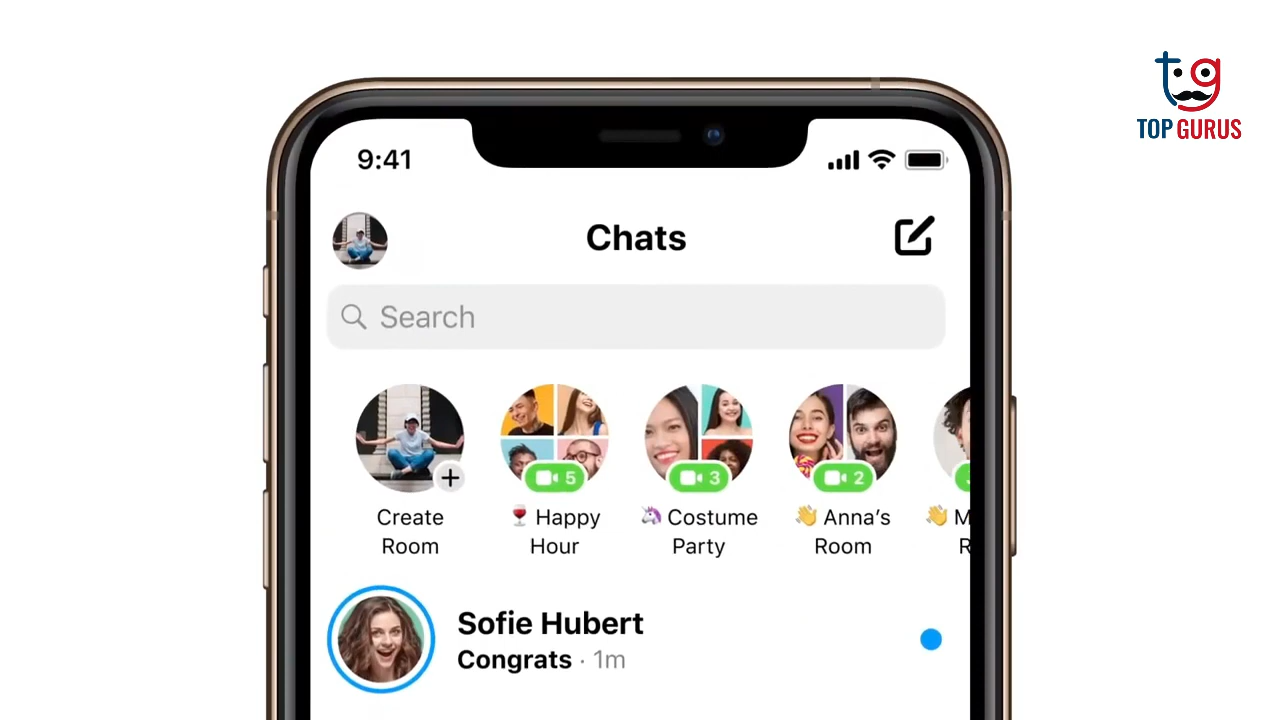 tg
TOP GURUS
9:41
Chats
Search
5
3
2
Create
Room
🍷 Happy
Hour
🦄 Costume
Party
👋 Anna’s
Room
👋 M
R
Sofie Hubert
Congrats · 1m